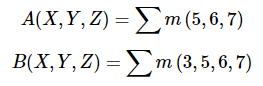 A(X,Y,Z) = ∑ m (5,6,7)
B(X,Y,Z) = ∑ m (3,5,6,7)